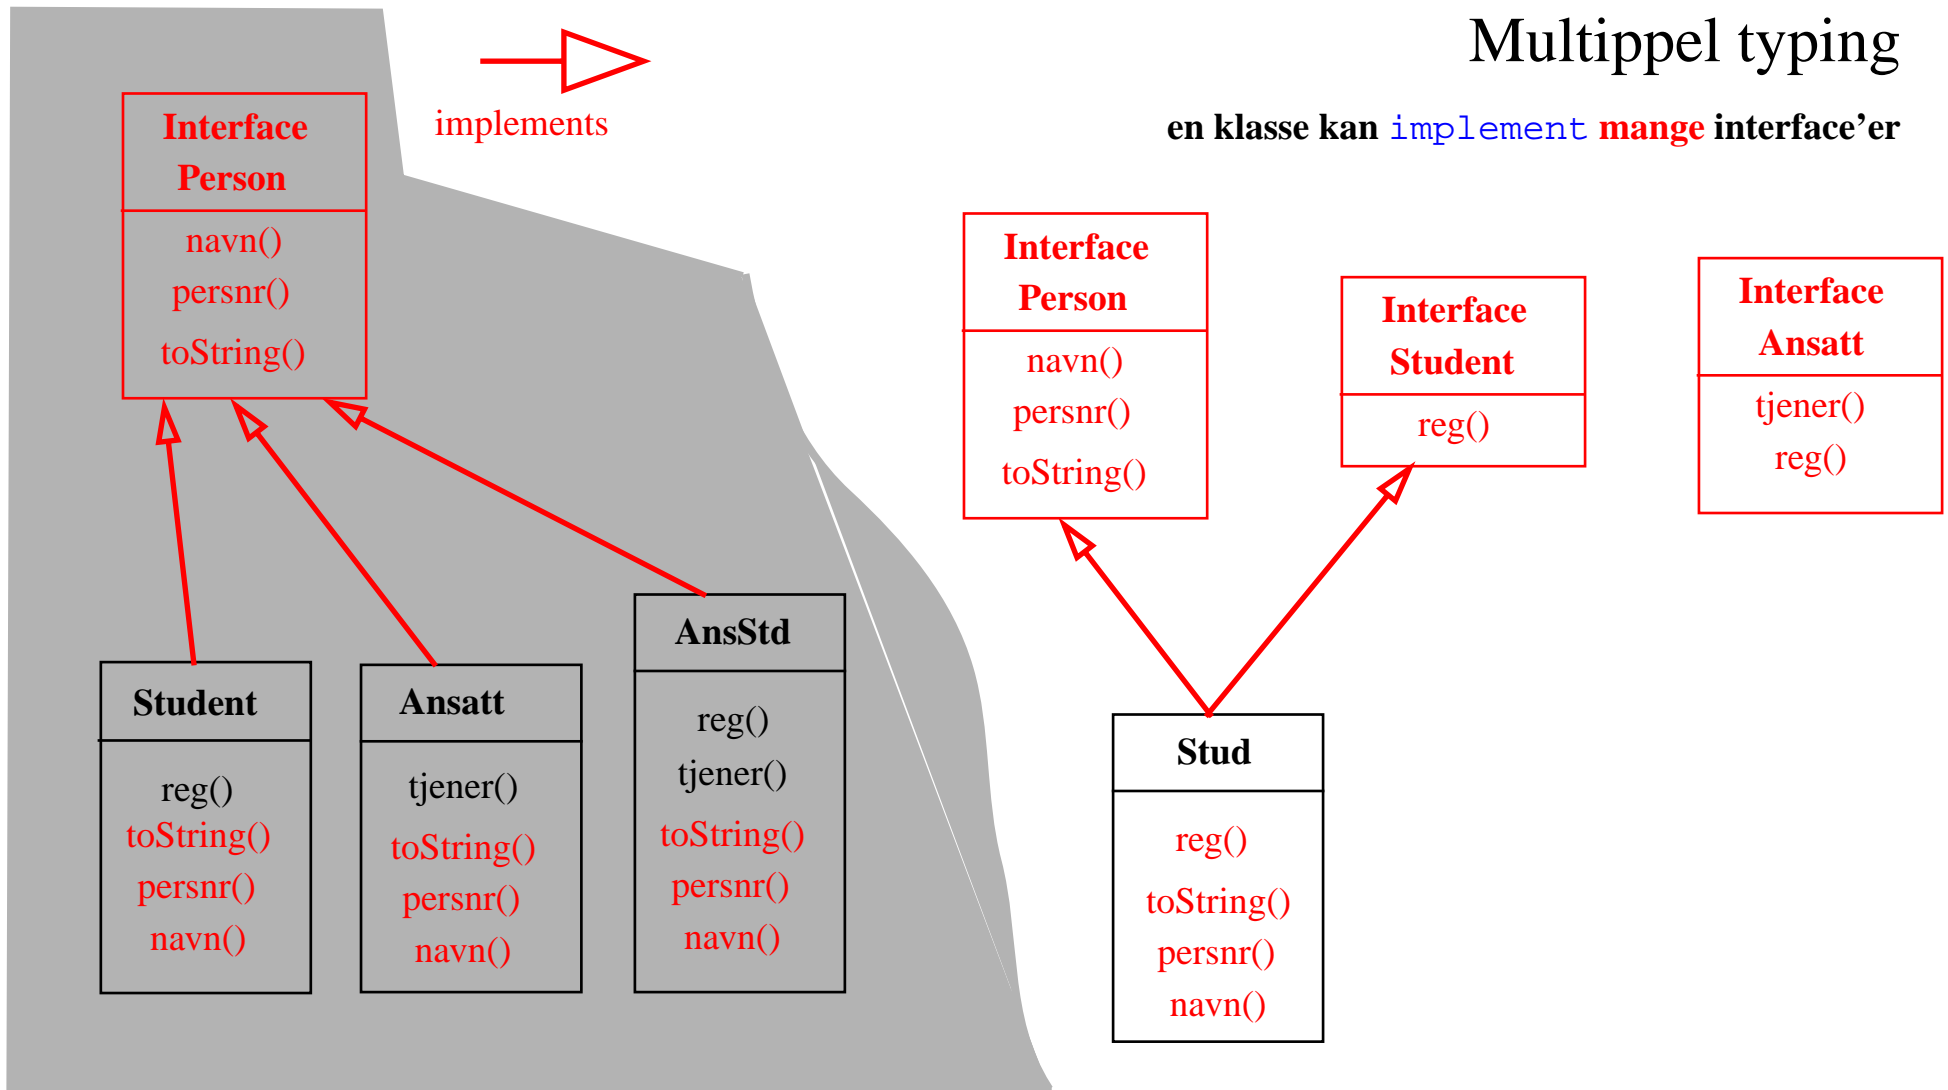 Multippel typing
en klasse kan implement mange interface’er
implements
Interface
Person
navn()
persnr()
toString()
Student
reg()
toString()
persnr()
navn()
Ansatt
tjener()
toString()
persnr()
navn()
AnsStd
reg()
tjener()
toString()
persnr()
navn()
Interface
Person
navn()
persnr()
toString()
Interface
Student
reg()
Interface
Ansatt
tjener()
reg()
Stud
reg()
toString()
persnr()
navn()